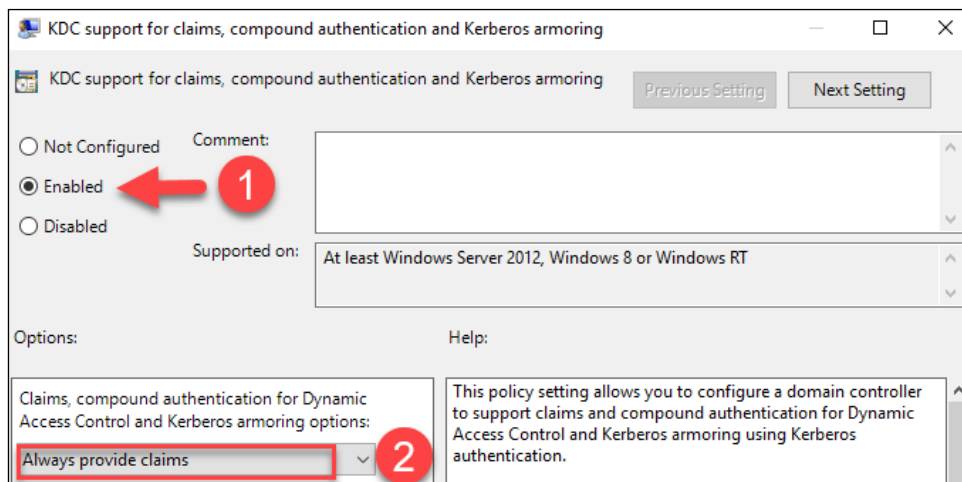 KDC support for claims, compound authentication and Kerberos armoring
KDC support for claims, compound authentication and Kerberos armoring
Previous Setting
Next Setting
Not Configured
Comment:
Enabled
1
Disabled
Supported on:
At least Windows Server 2012, Windows 8 or Windows RT
Options:
Help:
Claims, compound authentication for Dynamic
Access Control and Kerberos armoring options:
Always provide claims
2
This policy setting allows you to configure a domain controller
to support claims and compound authentication for Dynamic
Access Control and Kerberos armoring using Kerberos
authentication.